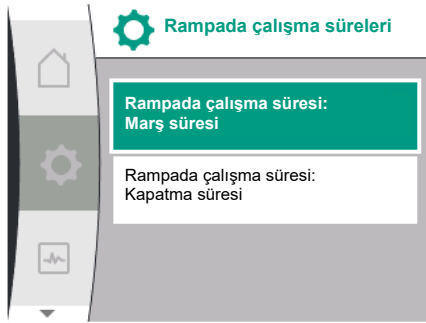 Rampada çalışma süreleri
Rampada çalışma süresi:
Marş süresi
Rampada çalışma süresi:
Kapatma süresi